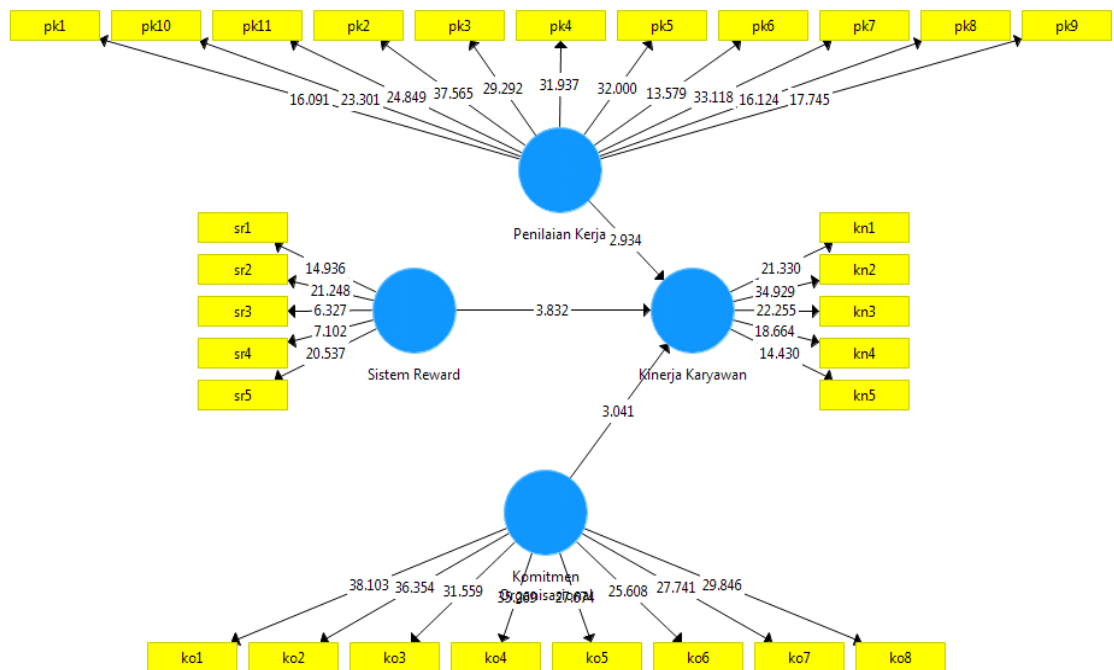 pk1 pk10 pk11 pk2 pk3 pk4 pk5 pk6 pk7 pk8 pk9
16.091 23.301 24.849 37.565 29.292 31.937 32.000 13.579 33.118 16.124 17.745
Penilaian Kerja
2.934
sr1
sr2
sr3
sr4
sr5
14.936
21.248
6.327
7.102
20.537
Sistem Reward
3.832
Kinerja Karyawan
21.330
34.929
22.255
18.664
14.430
kn1
kn2
kn3
kn4
kn5
3.041
Komitmen
Organisasional
38.103 36.354 31.559 25.608 27.741 29.846
ko1 ko2 ko3 ko4 ko5 ko6 ko7 ko8